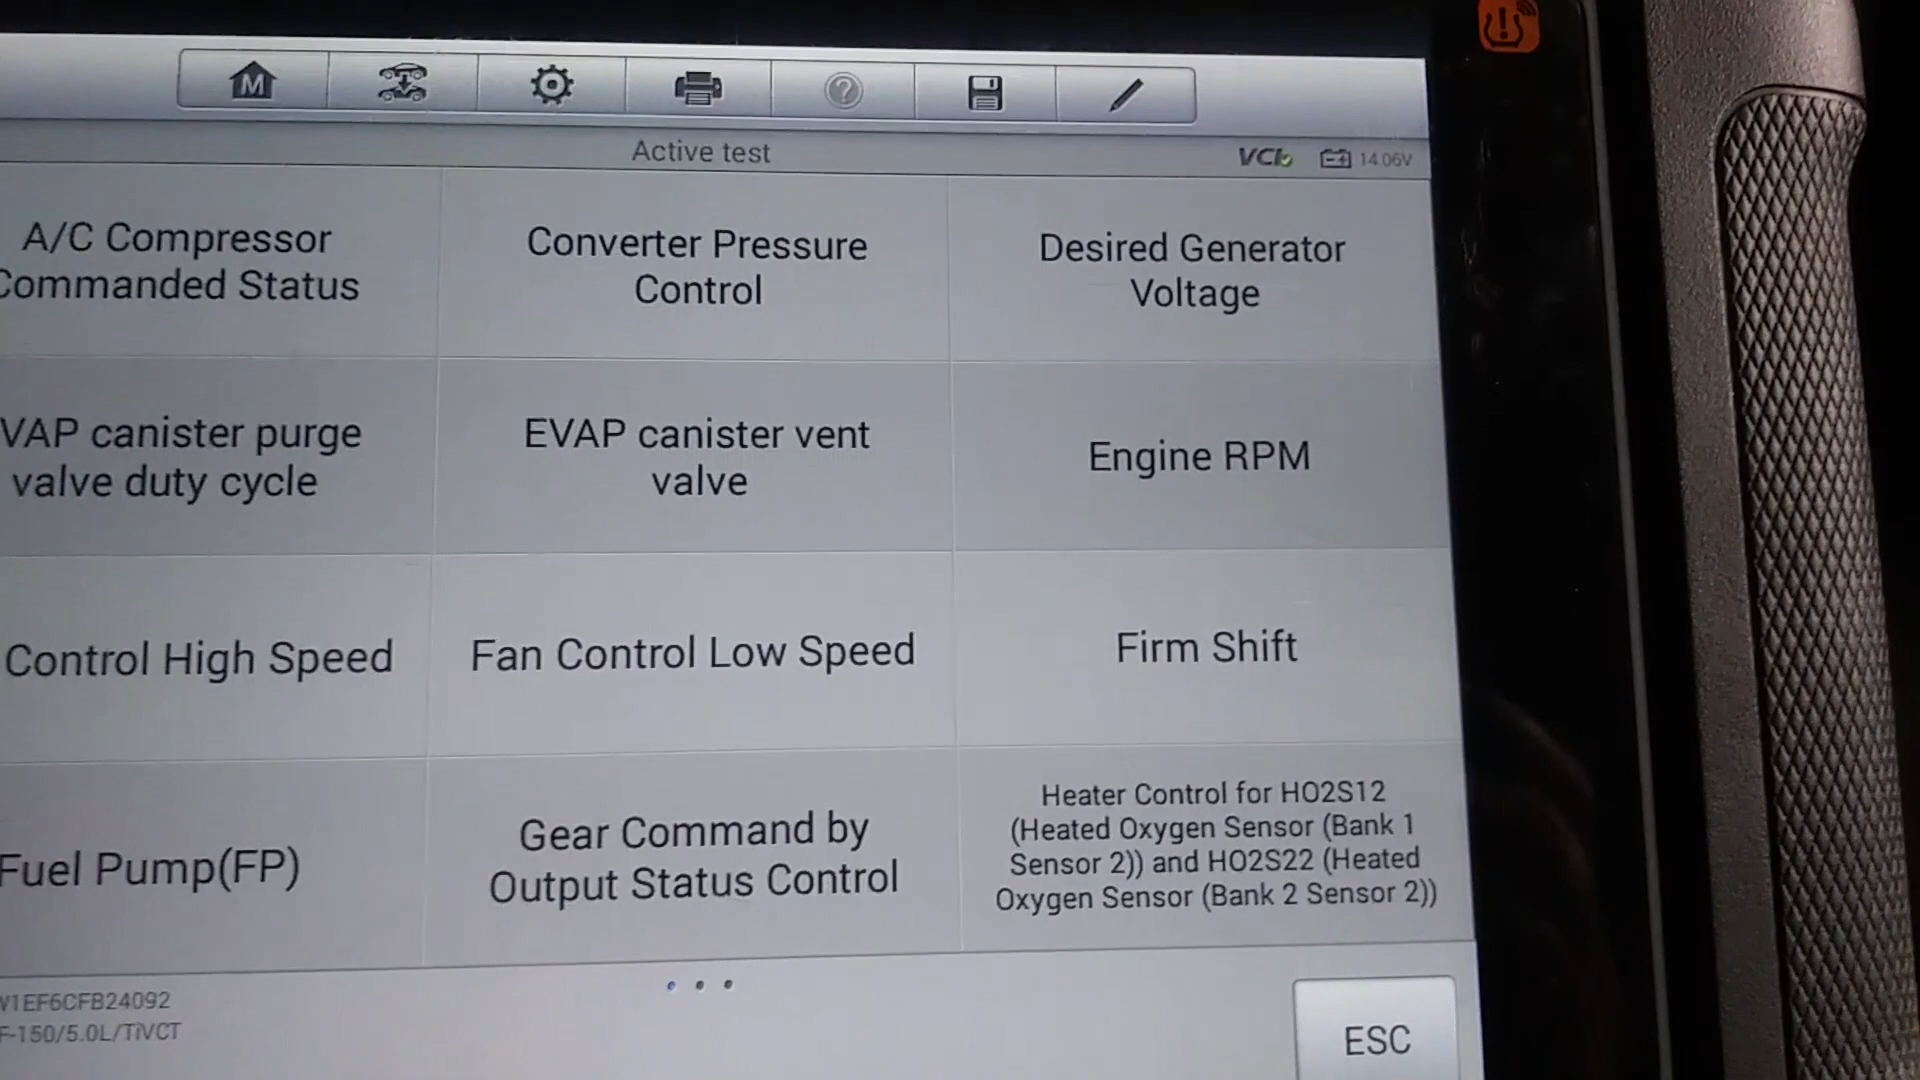 M
Active test
VCI
14.06V
A/C Compressor
Commanded Status
Converter Pressure
Control
Desired Generator
Voltage
VAP canister purge
valve duty cycle
EVAP canister vent
valve
Engine RPM
Control High Speed
Fan Control Low Speed
Firm Shift
Fuel Pump(FP)
Gear Command by
Output Status Control
Heater Control for HO2S12
(Heated Oxygen Sensor (Bank 1
Sensor 2)) and HO2S22 (Heated
Oxygen Sensor (Bank 2 Sensor 2))
W1EF6CFB24092
F-150/5.0L/TiVCT
ESC